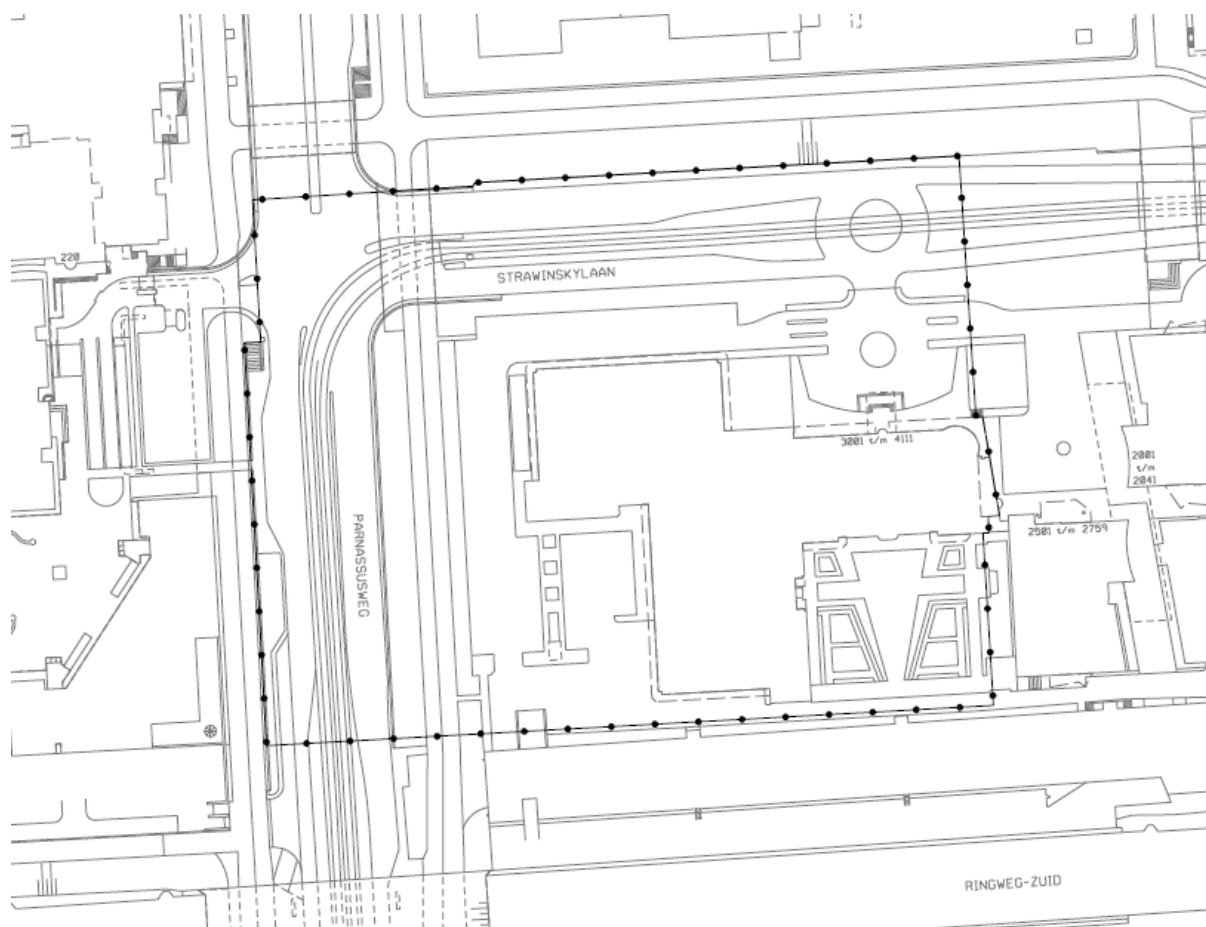 220
STRAWINSKYLAAN
3001 t/m 4111
2001
t/m
2041
2501 t/m 2759
PARNASSUSWEG
RINGWEG-ZUID